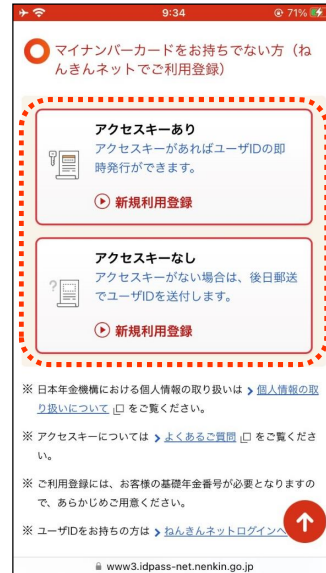 9:34
71%
マイナンバーカードをお持ちでない方（ね
んきんネットでご利用登録）
アクセスキーあり
アクセスキーがあればユーザIDの即
時発行ができます。
新規利用登録
アクセスキーなし
アクセスキーがない場合は、後日郵送
でユーザIDを送付します。
新規利用登録
※ 日本年金機構における個人情報の取り扱いは 個人情報の取
り扱いについて をご覧ください。
※ アクセスキーについては よくあるご質問 をご覧くださ
い。
※ ご利用登録には、お客様の基礎年金番号が必要となりますの
で、あらかじめご用意ください。
※ ユーザIDをお持ちの方は ねんきんネットログインへ
www3.idpass-net.nenkin.go.jp